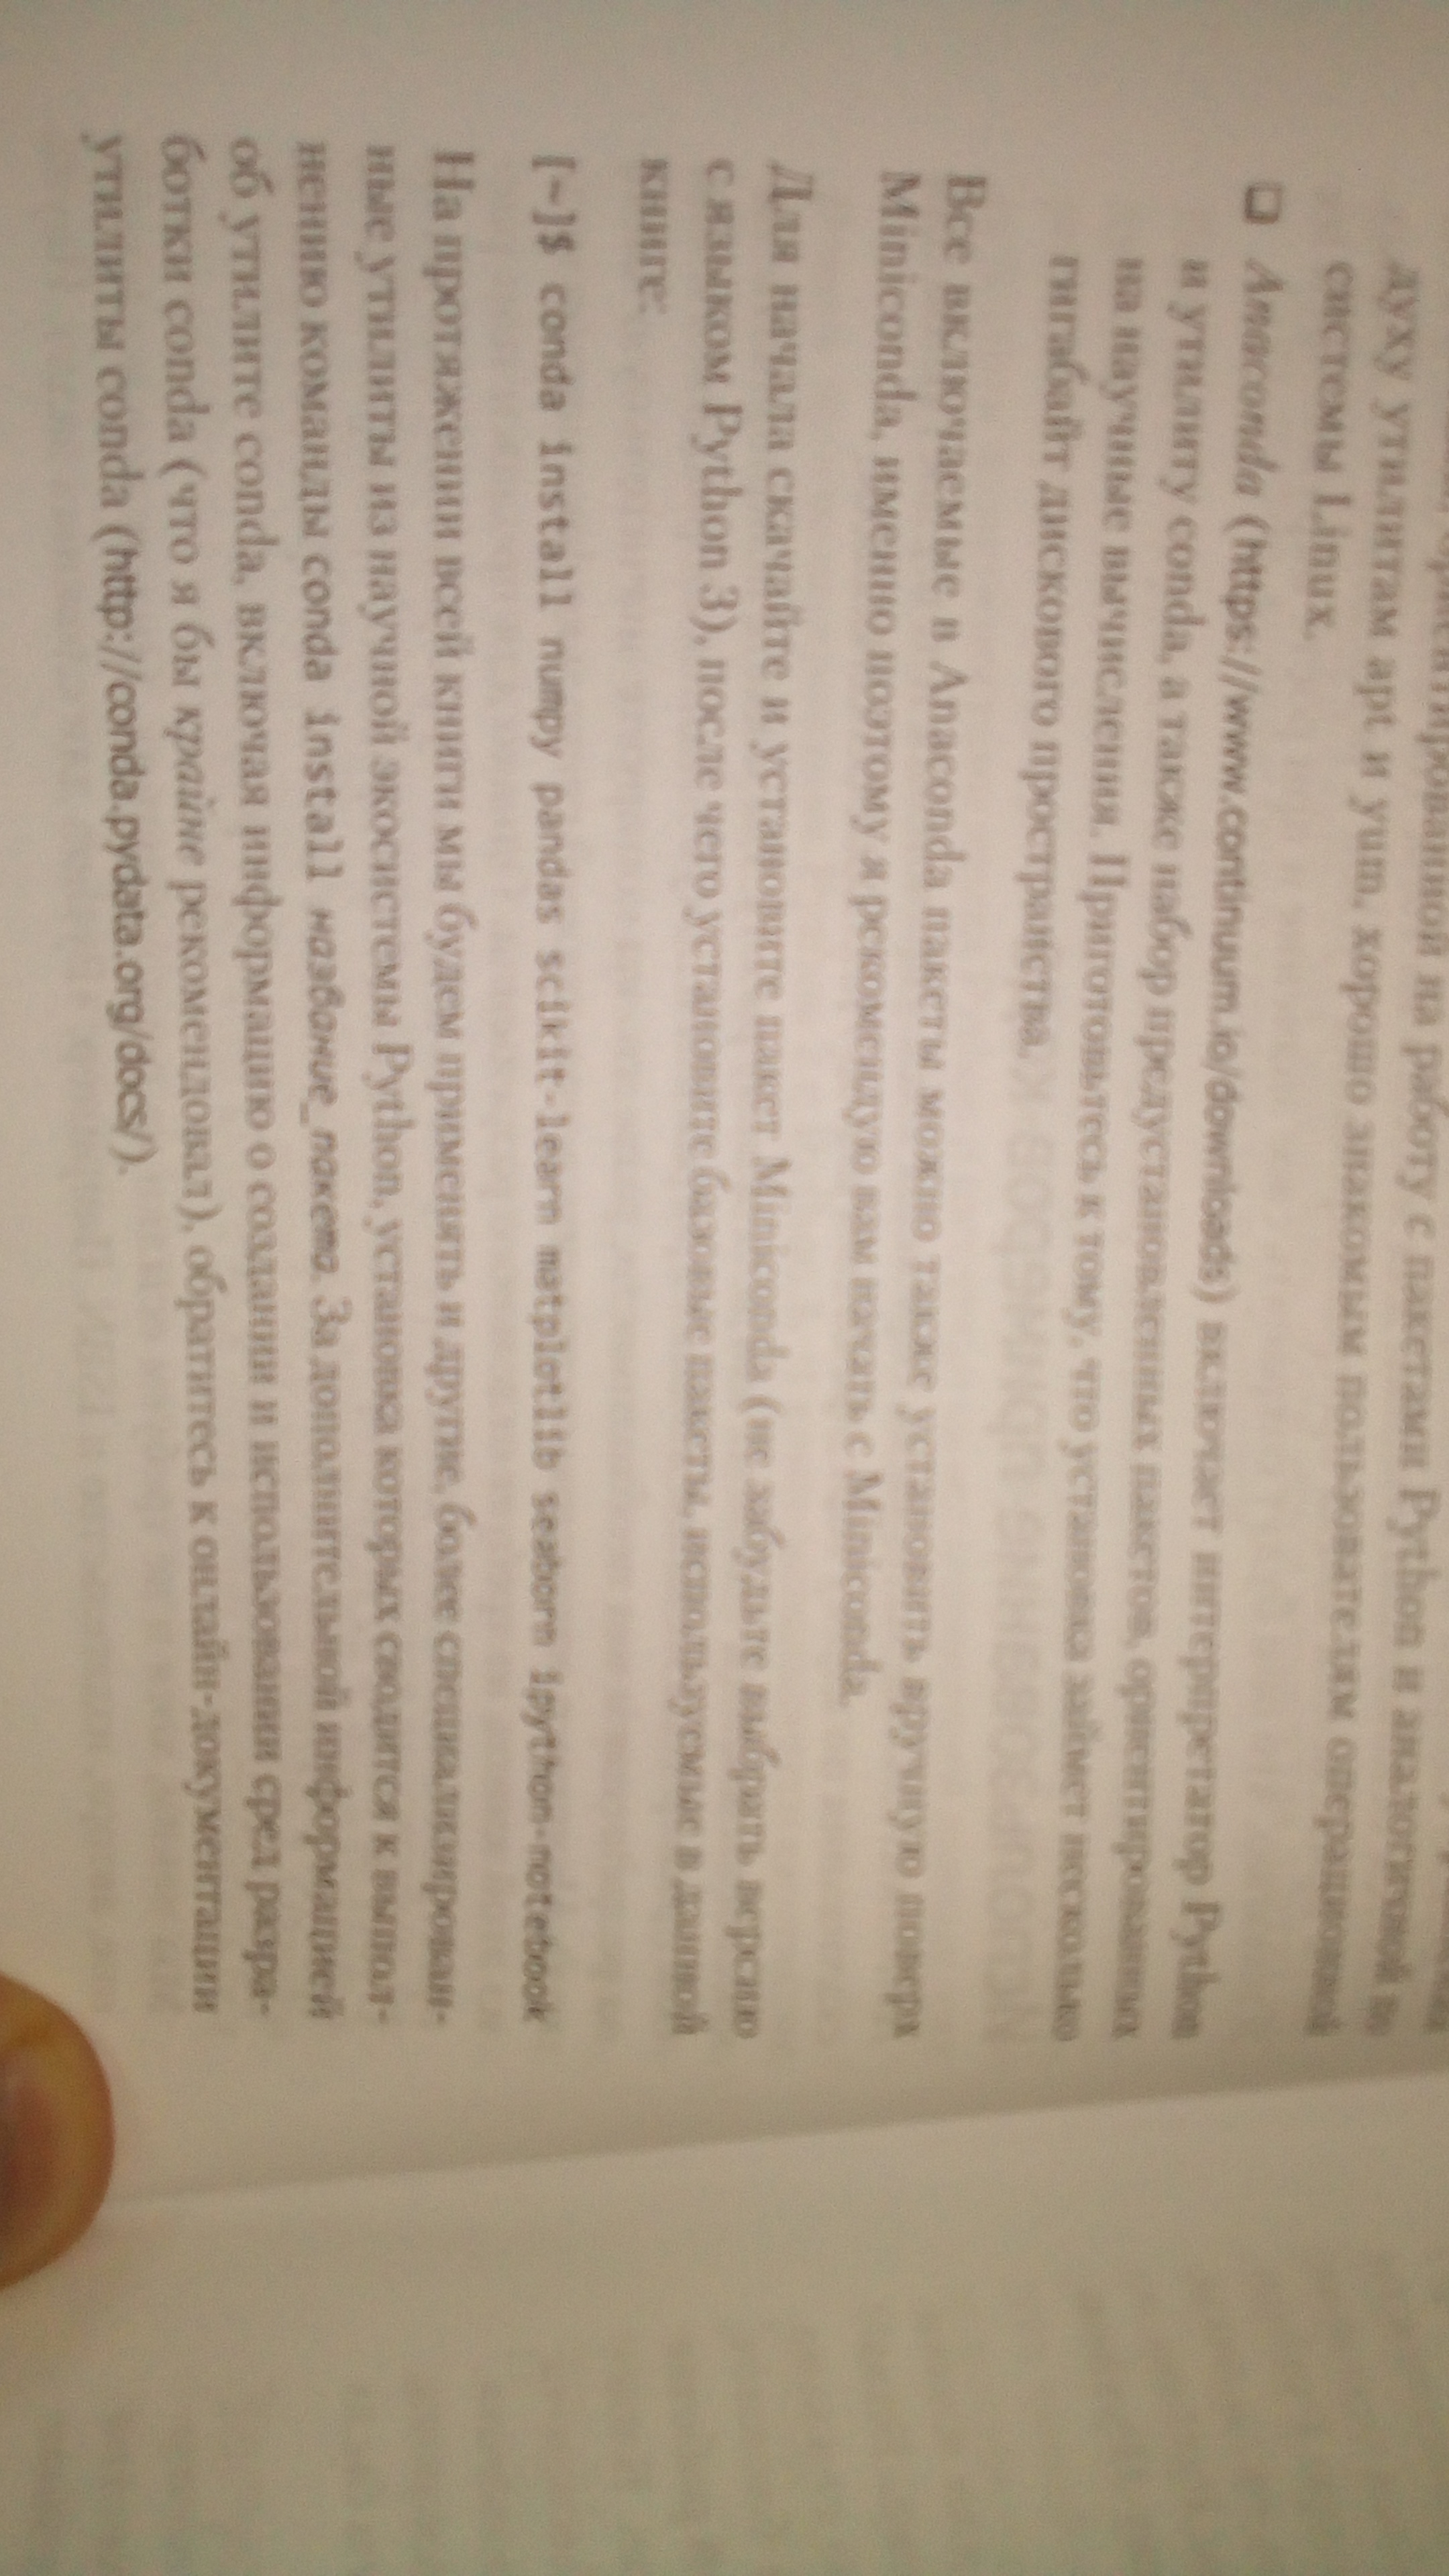 ориентированной на работу с пакетами Python и аналогичной по
духу утилитам apt и yum, хорошо знакомым пользователям операционной
системы Linux.
❑ Anaconda (https://www.continuum.io/downloads) включает интерпретатор Python
и утилиту conda, а также набор предустановленных пакетов, ориентированных
на научные вычисления. Приготовьтесь к тому, что установка займет несколько
гигабайт дискового пространства.
Все включаемые в Anaconda пакеты можно также установить вручную поверх
Miniconda, именно поэтому я рекомендую вам начать с Miniconda.
Для начала скачайте и установите пакет Miniconda (не забудьте выбрать версию
с языком Python 3), после чего установите базовые пакеты, используемые в данной
книге:
[~]$ conda install numpy pandas scikit-learn matplotlib seaborn ipython-notebook
На протяжении всей книги мы будем применять и другие, более специализирован-
ные утилиты из научной экосистемы Python, установка которых сводится к выпол-
нению команды conda install название_пакета. За дополнительной информацией
об утилите conda, включая информацию о создании и использовании сред разра-
ботки conda (что я бы крайне рекомендовал), обратитесь к онлайн-документации
утилиты conda (http://conda.pydata.org/docs/).